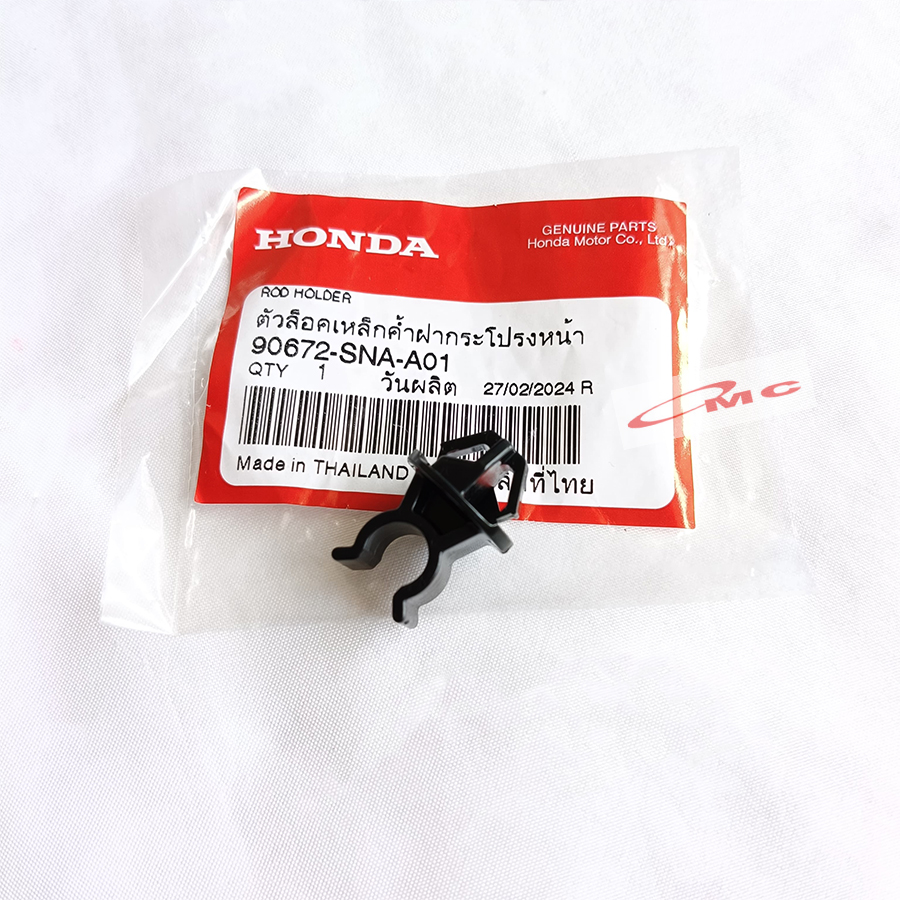 HONDA
GENUINE PARTS
Honda Motor Co., Ltd.
ROD HOLDER
ตัวล็อคเหล็กค้ำฝากระโปรงหน้า
90672-SNA-A01
QTY 1 วันผลิต 27/02/2024 R
CMC
Made in THAILAND ที่ไทย